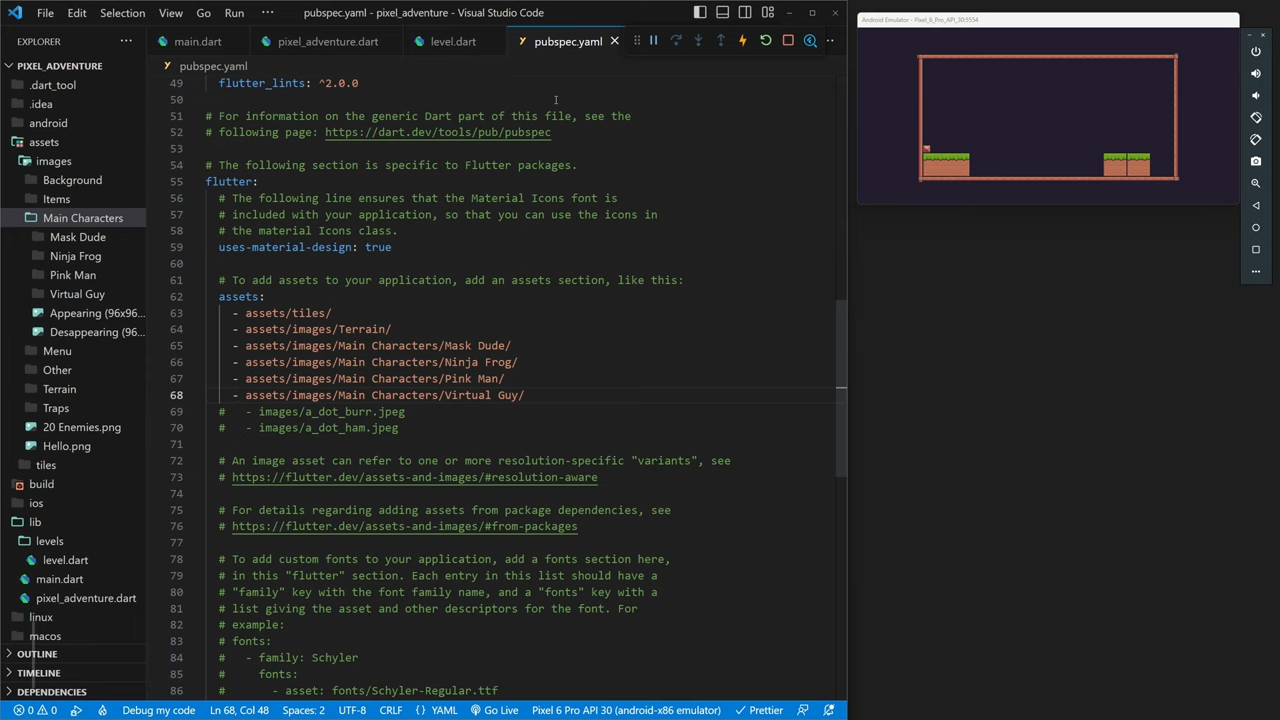 File Edit Selection View Go Run ··· pubspec.yaml - pixel_adventure - Visual Studio Code
Android Emulator - Pixel_6_Pro_API_30:5554
EXPLORER ···
main.dart pixel_adventure.dart level.dart pubspec.yaml
PIXEL_ADVENTURE
.dart_tool
.idea
android
assets
images
Background
Items
Main Characters
Mask Dude
Ninja Frog
Pink Man
Virtual Guy
Appearing (96x96...
Desappearing (96...
Menu
Other
Terrain
Traps
20 Enemies.png
Hello.png
tiles
build
ios
lib
levels
level.dart
main.dart
pixel_adventure.dart
linux
macos
OUTLINE
TIMELINE
DEPENDENCIES
pubspec.yaml
49 flutter_lints: ^2.0.0
50
51 # For information on the generic Dart part of this file, see the
52 # following page: https://dart.dev/tools/pub/pubspec
53
54 # The following section is specific to Flutter packages.
55 flutter:
56 # The following line ensures that the Material Icons font is
57 # included with your application, so that you can use the icons in
58 # the material Icons class.
59 uses-material-design: true
60
61 # To add assets to your application, add an assets section, like this:
62 assets:
63 - assets/tiles/
64 - assets/images/Terrain/
65 - assets/images/Main Characters/Mask Dude/
66 - assets/images/Main Characters/Ninja Frog/
67 - assets/images/Main Characters/Pink Man/
68 - assets/images/Main Characters/Virtual Guy/
69 # - images/a_dot_burr.jpeg
70 # - images/a_dot_ham.jpeg
71
72 # An image asset can refer to one or more resolution-specific "variants", see
73 # https://flutter.dev/assets-and-images/#resolution-aware
74
75 # For details regarding adding assets from package dependencies, see
76 # https://flutter.dev/assets-and-images/#from-packages
77
78 # To add custom fonts to your application, add a fonts section here,
79 # in this "flutter" section. Each entry in this list should have a
80 # "family" key with the font family name, and a "fonts" key with a
81 # list giving the asset and other descriptors for the font. For
82 # example:
83 # fonts:
84 # - family: Schyler
85 # fonts:
86 # - asset: fonts/Schyler-Regular.ttf
0 0 Debug my code Ln 68, Col 48 Spaces: 2 UTF-8 CRLF {} YAML Go Live Pixel 6 Pro API 30 (android-x86 emulator) Prettier